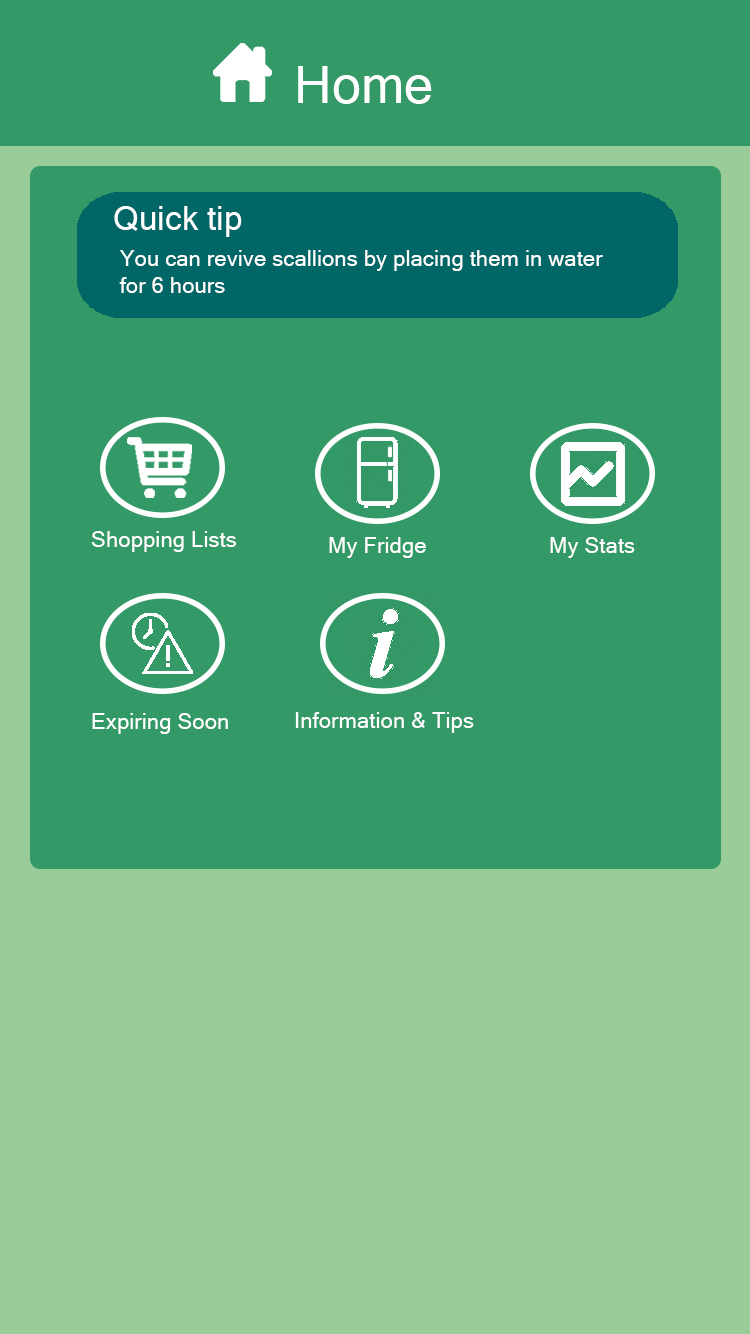 Home
Quick tip
You can revive scallions by placing them in water
for 6 hours
Shopping Lists
My Fridge
My Stats
Expiring Soon
Information & Tips